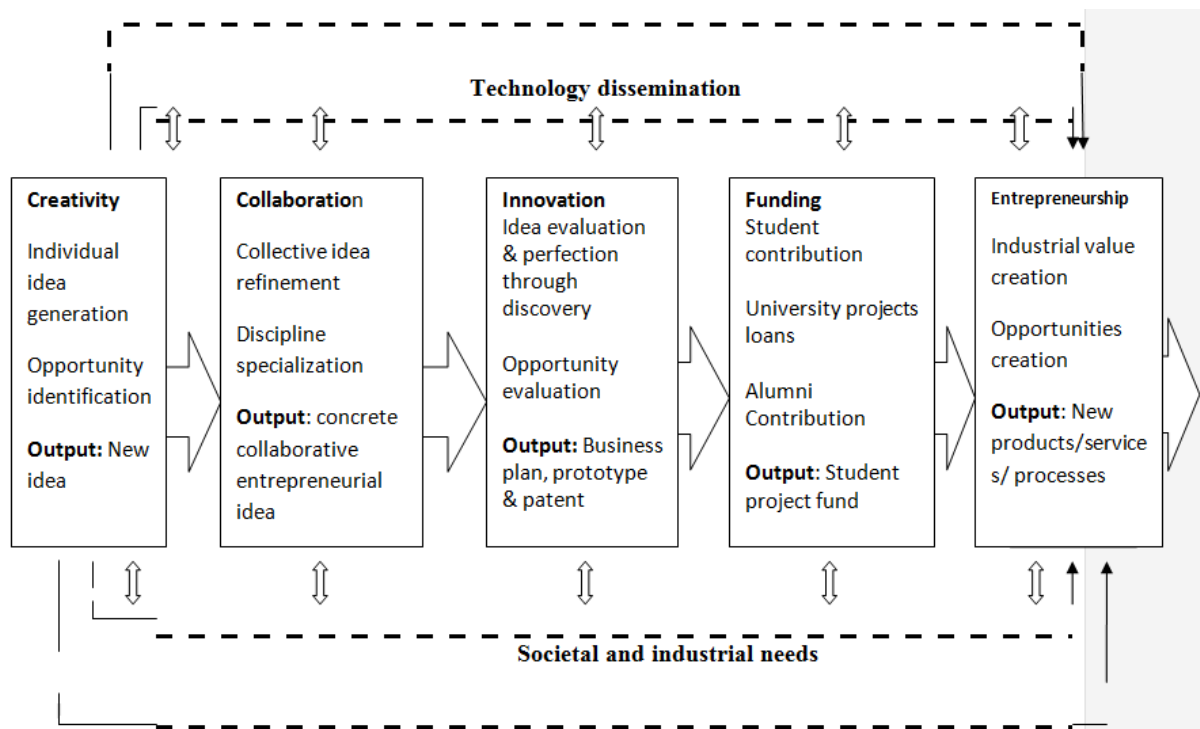 Technology dissemination
Creativity
Individual
idea
generation
Opportunity
identification
Output: New
idea
Collaboration
Collective idea
refinement
Discipline
specialization
Output: concrete
collaborative
entrepreneurial
idea
Innovation
Idea evaluation
& perfection
through
discovery
Opportunity
evaluation
Output: Business
plan, prototype
& patent
Funding
Student
contribution
University projects
loans
Alumni
Contribution
Output: Student
project fund
Entrepreneurship
Industrial value
creation
Opportunities
creation
Output: New
products/service
s/ processes
Societal and industrial needs